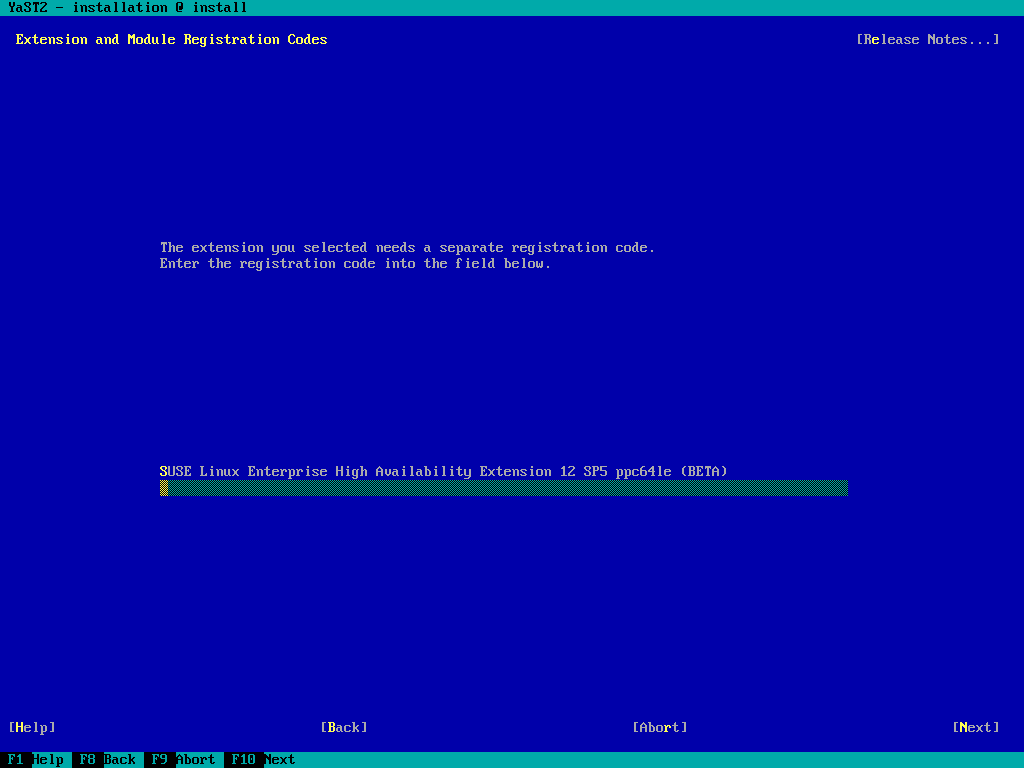 YaST2 - installation @ install
Extension and Module Registration Codes [Release Notes...]
The extension you selected needs a separate registration code.
Enter the registration code into the field below.
SUSE Linux Enterprise High Availability Extension 12 SP5 ppc64le (BETA)
[Help] [Back] [Abort] [Next]
F1 Help F8 Back F9 Abort F10 Next